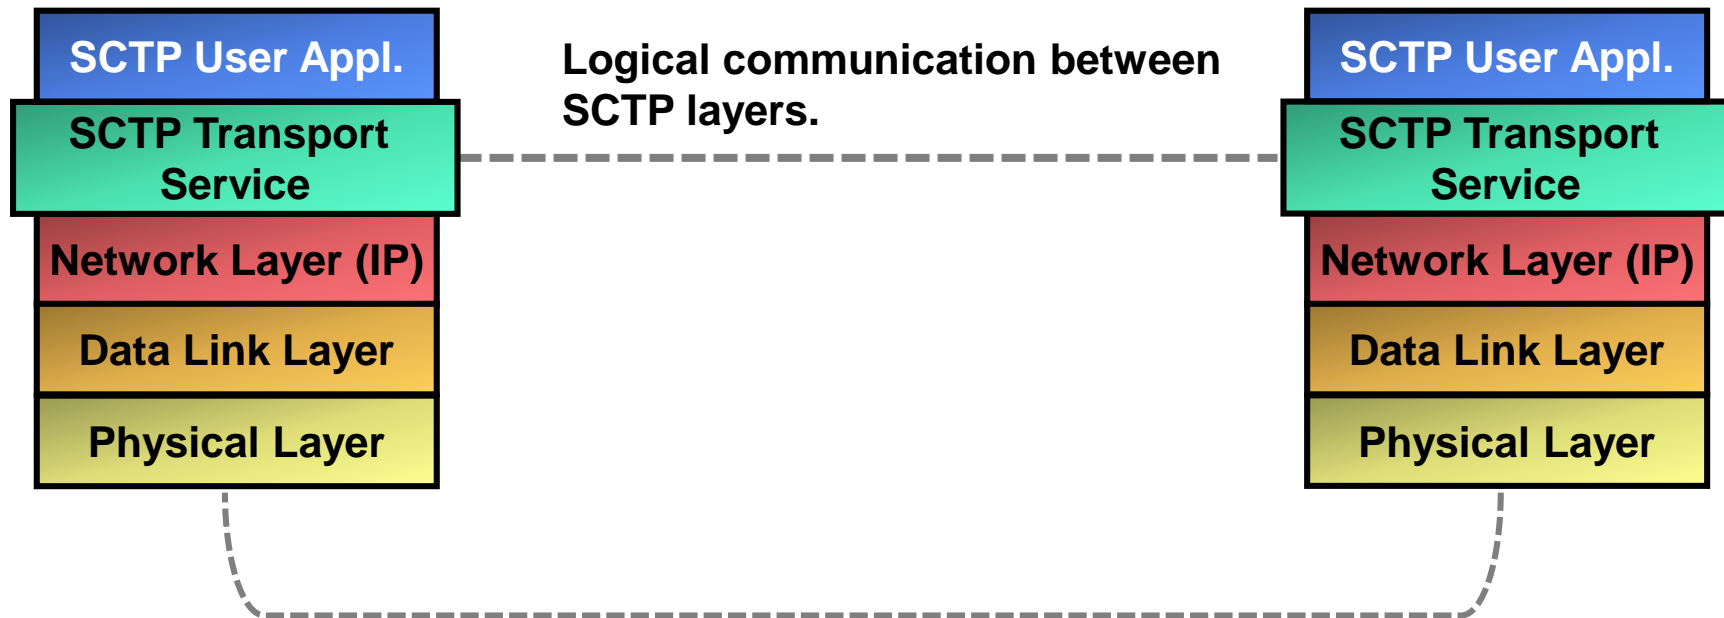 SCTP User Appl.
SCTP Transport
Service
Network Layer (IP)
Data Link Layer
Physical Layer
Logical communication between
SCTP layers.
SCTP User Appl.
SCTP Transport
Service
Network Layer (IP)
Data Link Layer
Physical Layer